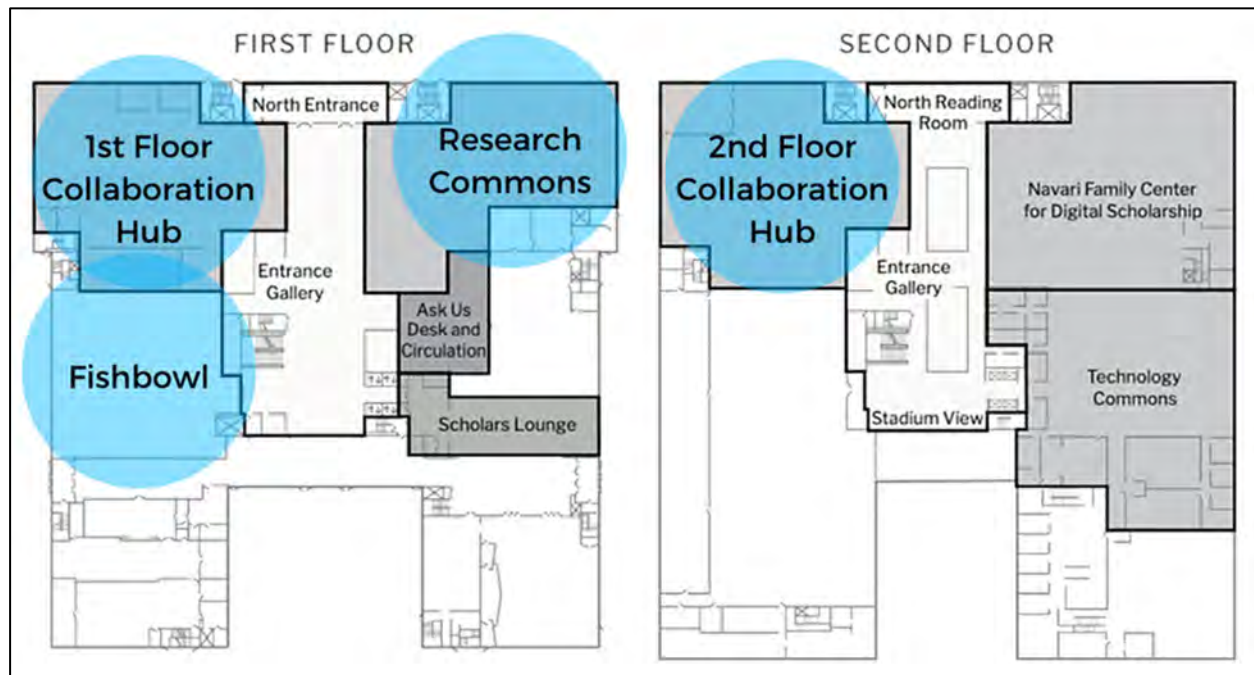 FIRST FLOOR
North Entrance
1st Floor
Collaboration
Hub
Research
Commons
Entrance
Gallery
Ask Us
Desk and
Circulation
Fishbowl
Scholars Lounge
SECOND FLOOR
North Reading
Room
2nd Floor
Collaboration
Hub
Navari Family Center
for Digital Scholarship
Entrance
Gallery
Technology
Commons
Stadium View